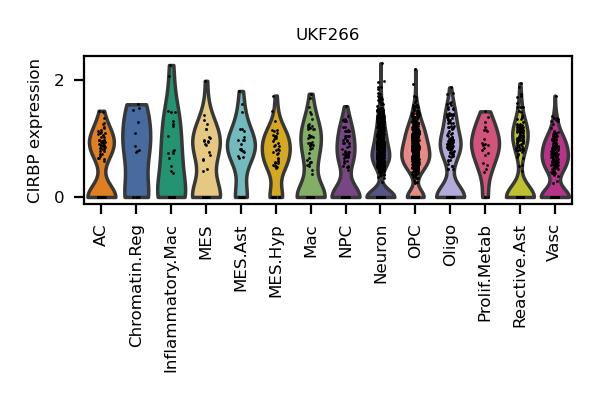 UKF266
CIRBP expression
2
0
AC
Chromatin.Reg
Inflammatory.Mac
MES
MES.Ast
MES.Hyp
Mac
NPC
Neuron
OPC
Oligo
Prolif.Metab
Reactive.Ast
Vasc